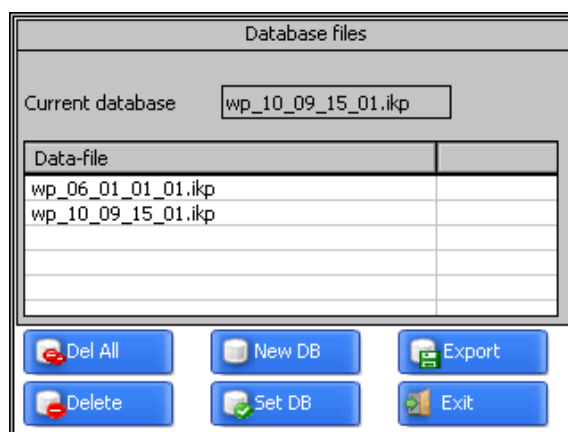 Database files
Current database wp_10_09_15_01.ikp
Data-file
wp_06_01_01_01.ikp
wp_10_09_15_01.ikp
Del All New DB Export
Delete Set DB Exit